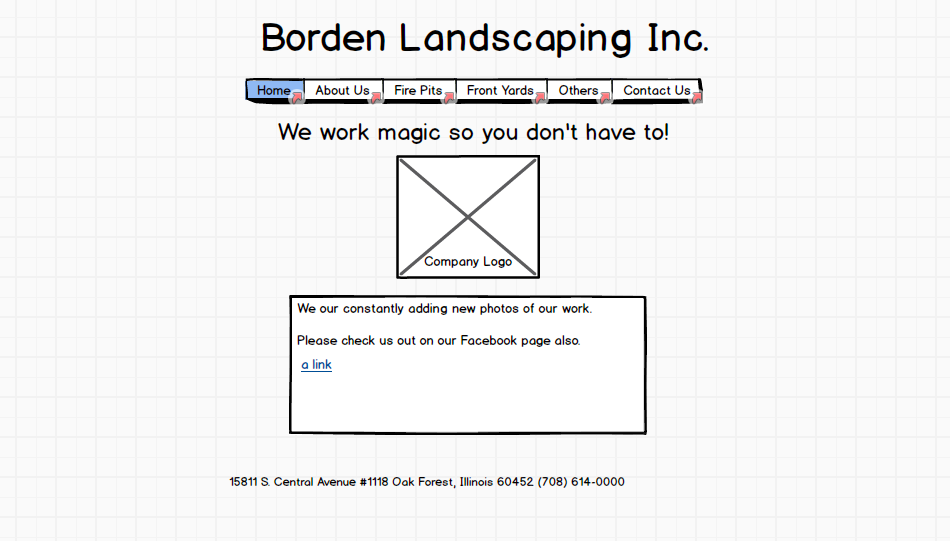 Borden Landscaping Inc.
Home About Us Fire Pits Front Yards Others Contact Us
We work magic so you don't have to!
Company Logo
We our constantly adding new photos of our work.
Please check us out on our Facebook page also.
a link
15811 S. Central Avenue #1118 Oak Forest, Illinois 60452 (708) 614-0000